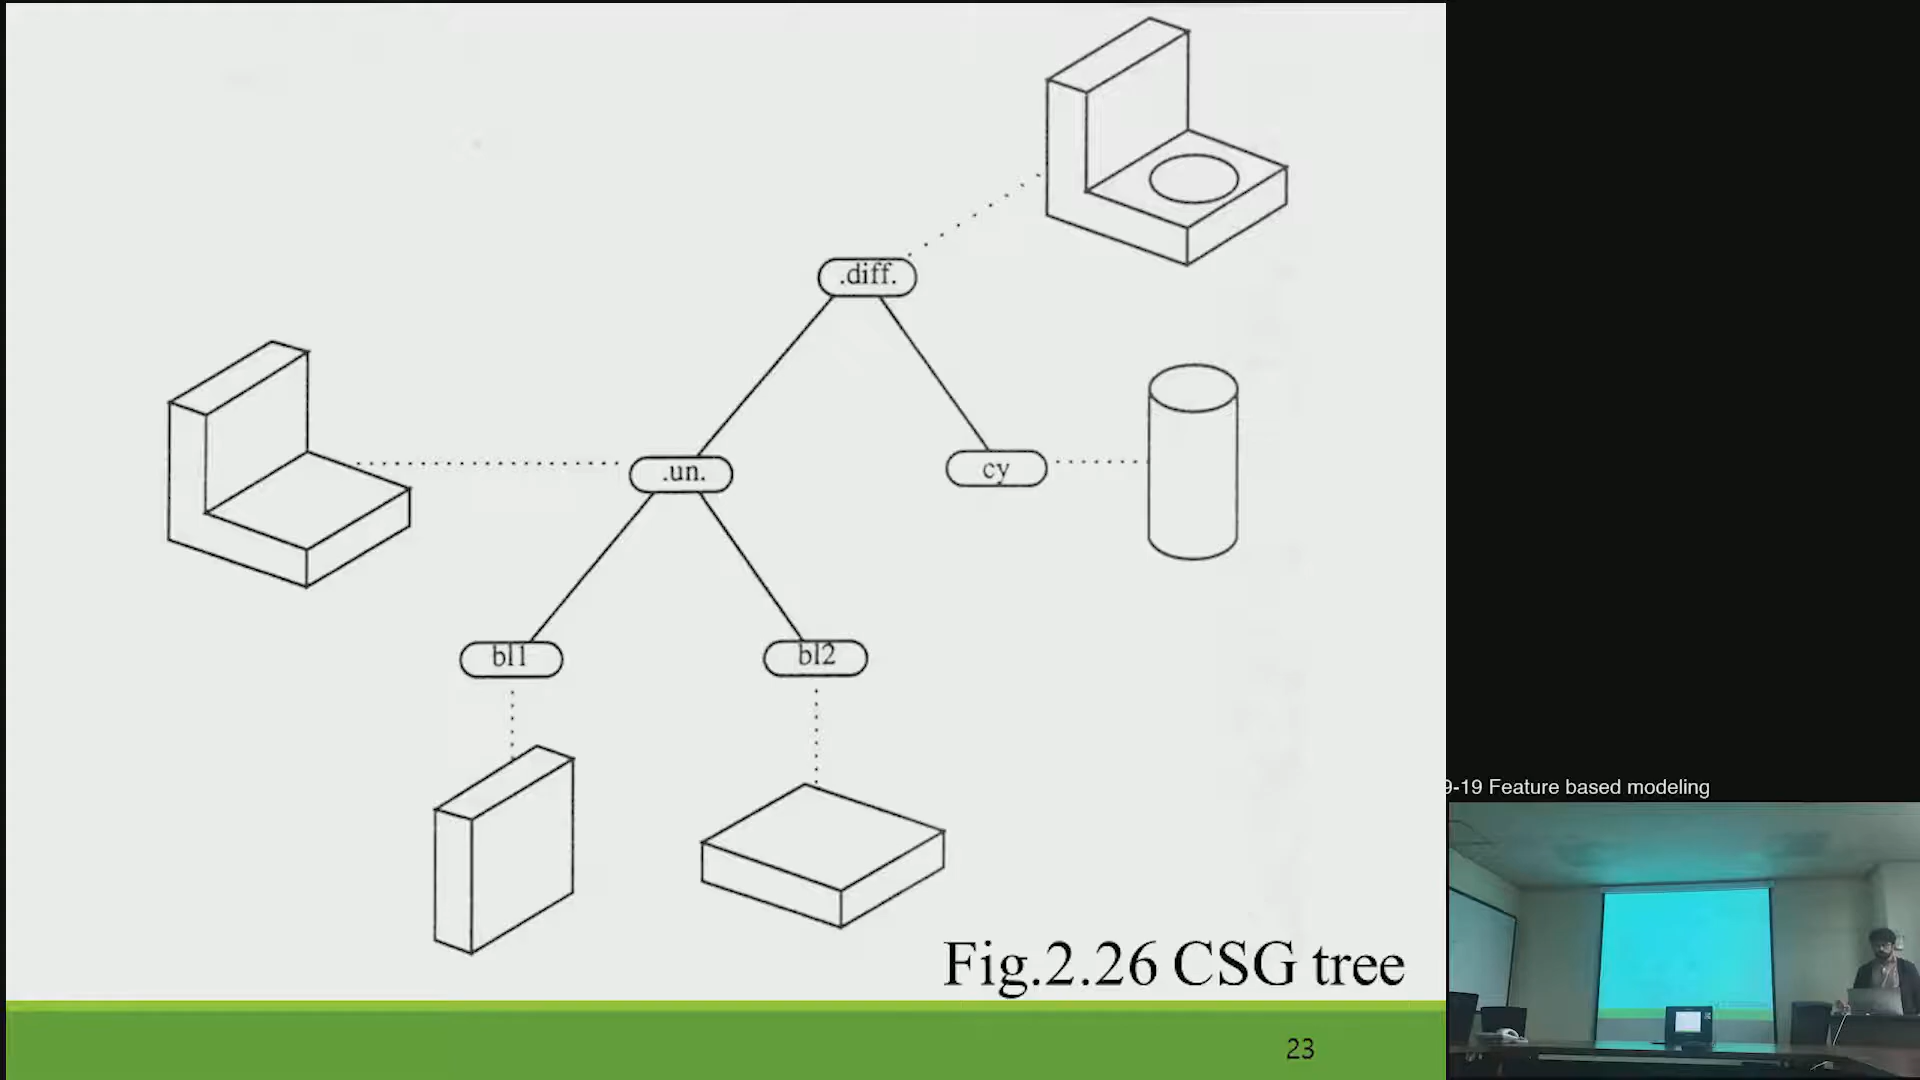 .diff.
.un.
cy
bl1
bl2
Fig.2.26 CSG tree
23
9-19 Feature based modeling